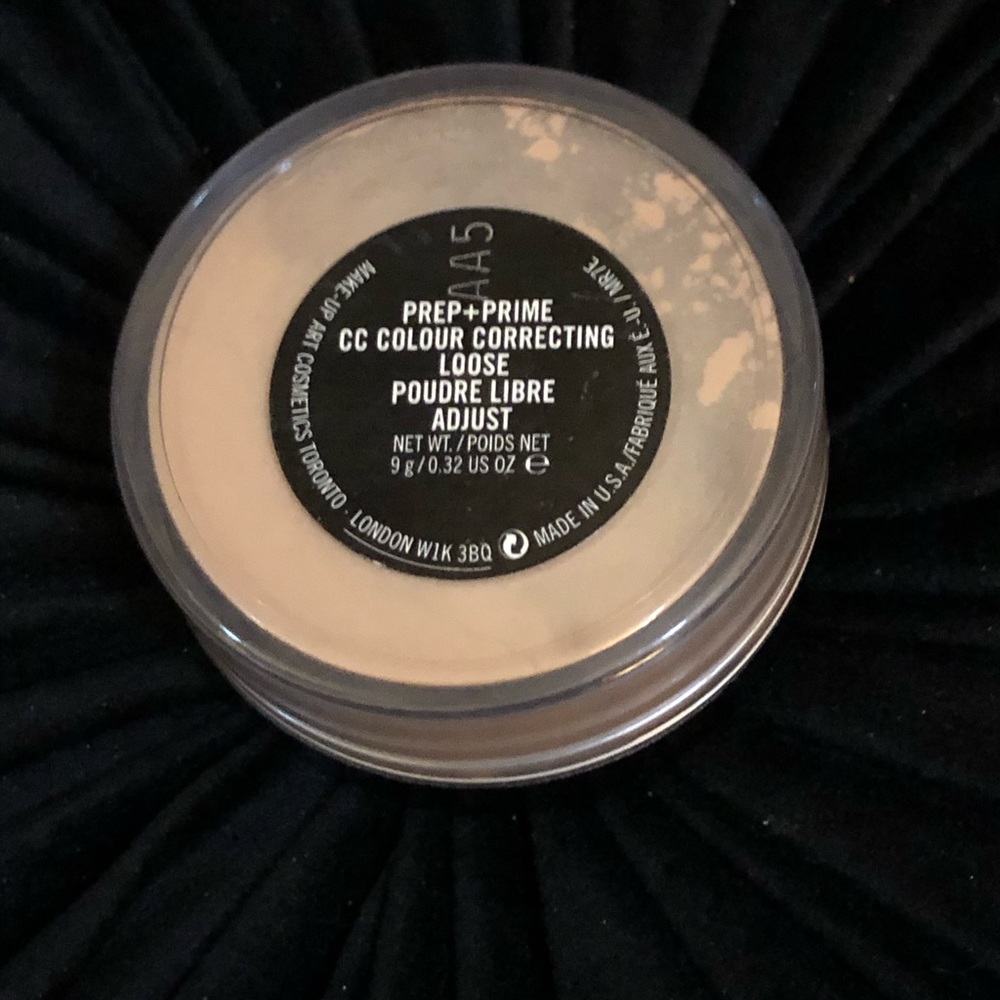 AA5
PREP+PRIME
CC COLOUR CORRECTING
LOOSE
POUDRE LIBRE
ADJUST
NET WT. / POIDS NET
9 g / 0.32 US OZ ℮
MAKE-UP ART COSMETICS TORONTO · LONDON W1K 3BQ
MADE IN U.S.A./FABRIQUÉ AUX É.-U. / MR7E